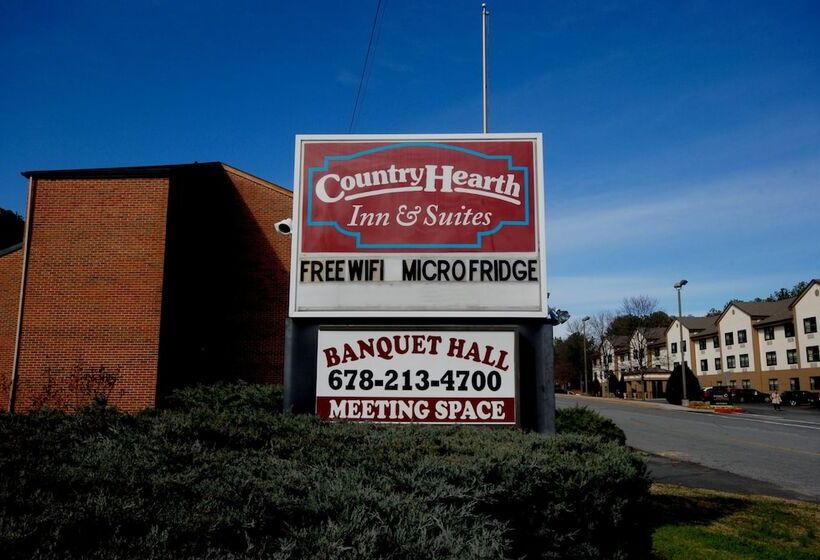 Country Hearth
Inn & Suites
FREE WIFI MICROFRIDGE
BANQUET HALL
678-213-4700
MEETING SPACE